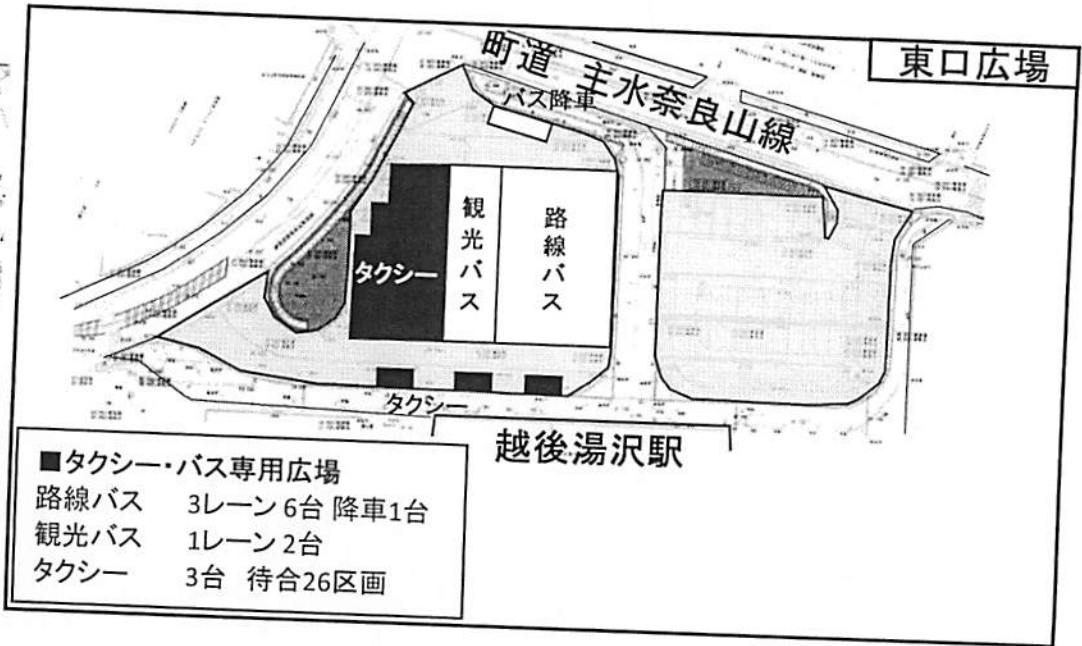 東口広場
町道 主水奈良山線
バス降車
観光バス
路線バス
タクシー
タクシー
越後湯沢駅
■タクシー・バス専用広場
路線バス 3レーン 6台 降車1台
観光バス 1レーン 2台
タクシー 3台 待合26区画